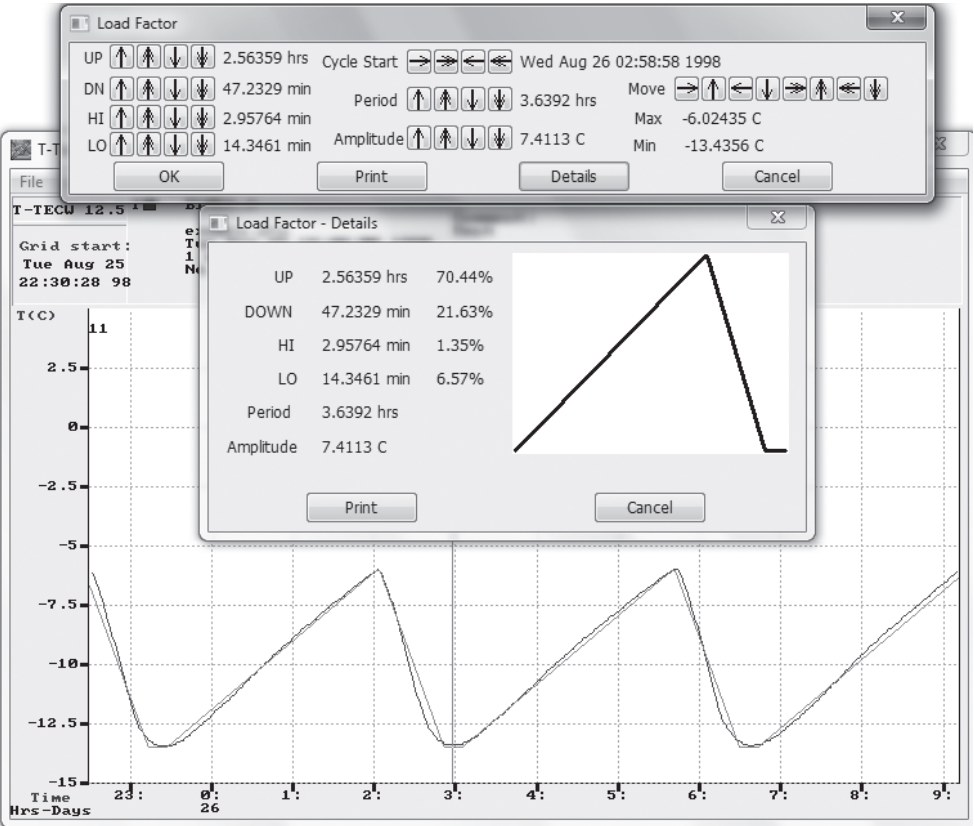 Load Factor
UP 2.56359 hrs
DN 47.2329 min
HI 2.95764 min
LO 14.3461 min
Cycle Start Wed Aug 26 02:58:58 1998
Period 3.6392 hrs
Amplitude 7.4113 C
Move
Max -6.02435 C
Min -13.4356 C
OK Print Details Cancel
T-T
File
T-TECW 12.5
Grid start:
Tue Aug 25
22:30:28 98
Load Factor - Details
UP 2.56359 hrs 70.44%
DOWN 47.2329 min 21.63%
HI 2.95764 min 1.35%
LO 14.3461 min 6.57%
Period 3.6392 hrs
Amplitude 7.4113 C
Print Cancel
T(C)
11
2.5
0
-2.5
-5
-7.5
-10
-12.5
-15
23: 0: 1: 2: 3: 4: 5: 6: 7: 8: 9:
Time
Hrs-Days 26